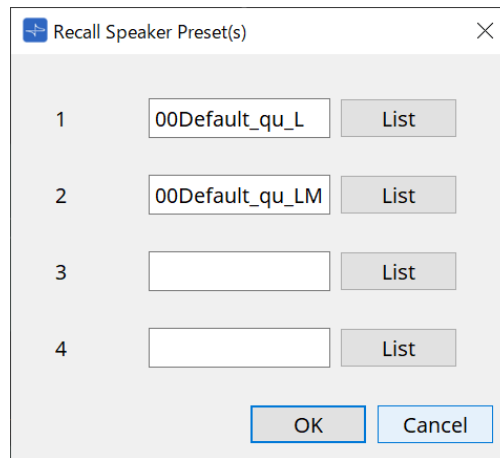 Recall Speaker Preset(s)
1 00Default_qu_L List
2 00Default_qu_LM List
3 List
4 List
OK Cancel